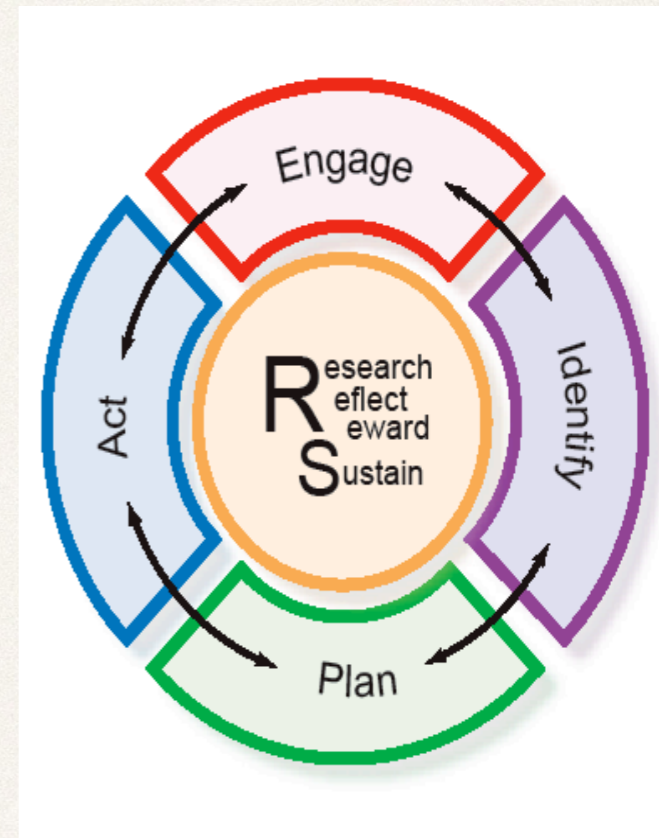 Engage
Identify
Plan
Act
Research
Reflect
Reward
Sustain